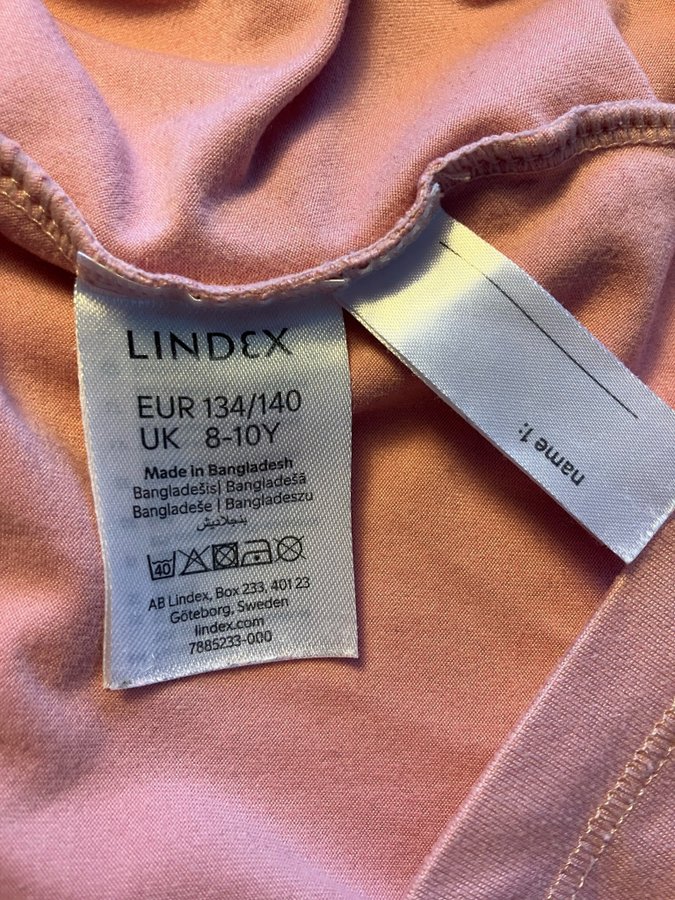 LINDEX
EUR 134/140
UK 8-10Y
Made in Bangladesh
Bangladešis| Bangladešā
Bangladeše | Bangladeszu
بنجلاديش
40
AB Lindex, Box 233, 401 23
Göteborg, Sweden
lindex.com
7885233-000
name 1: